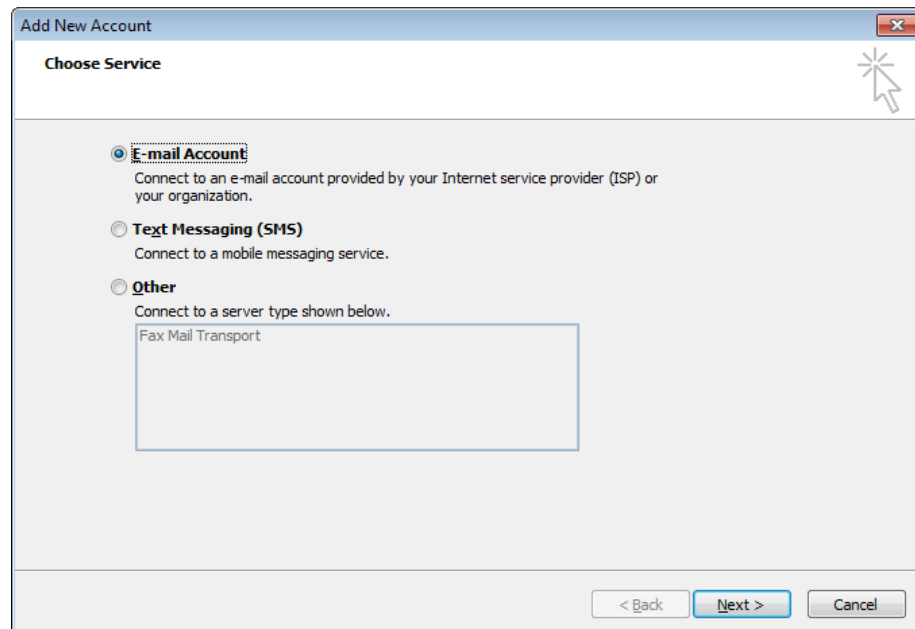 Add New Account
Choose Service
E-mail Account
Connect to an e-mail account provided by your Internet service provider (ISP) or
your organization.
Text Messaging (SMS)
Connect to a mobile messaging service.
Other
Connect to a server type shown below.
Fax Mail Transport
< Back Next > Cancel